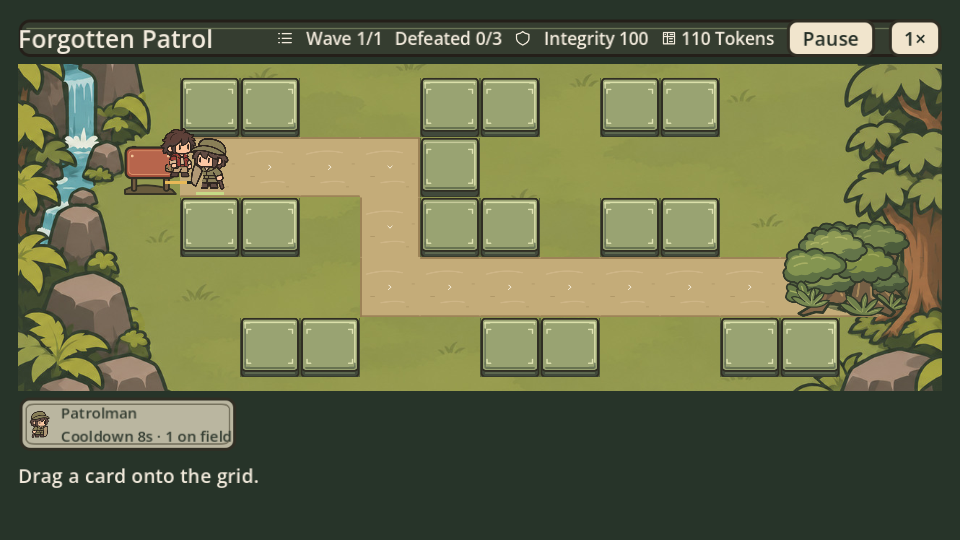 Forgotten Patrol
Wave 1/1 Defeated 0/3 Integrity 100 110 Tokens
Pause
1×
Patrolman
Cooldown 8s · 1 on field
Drag a card onto the grid.